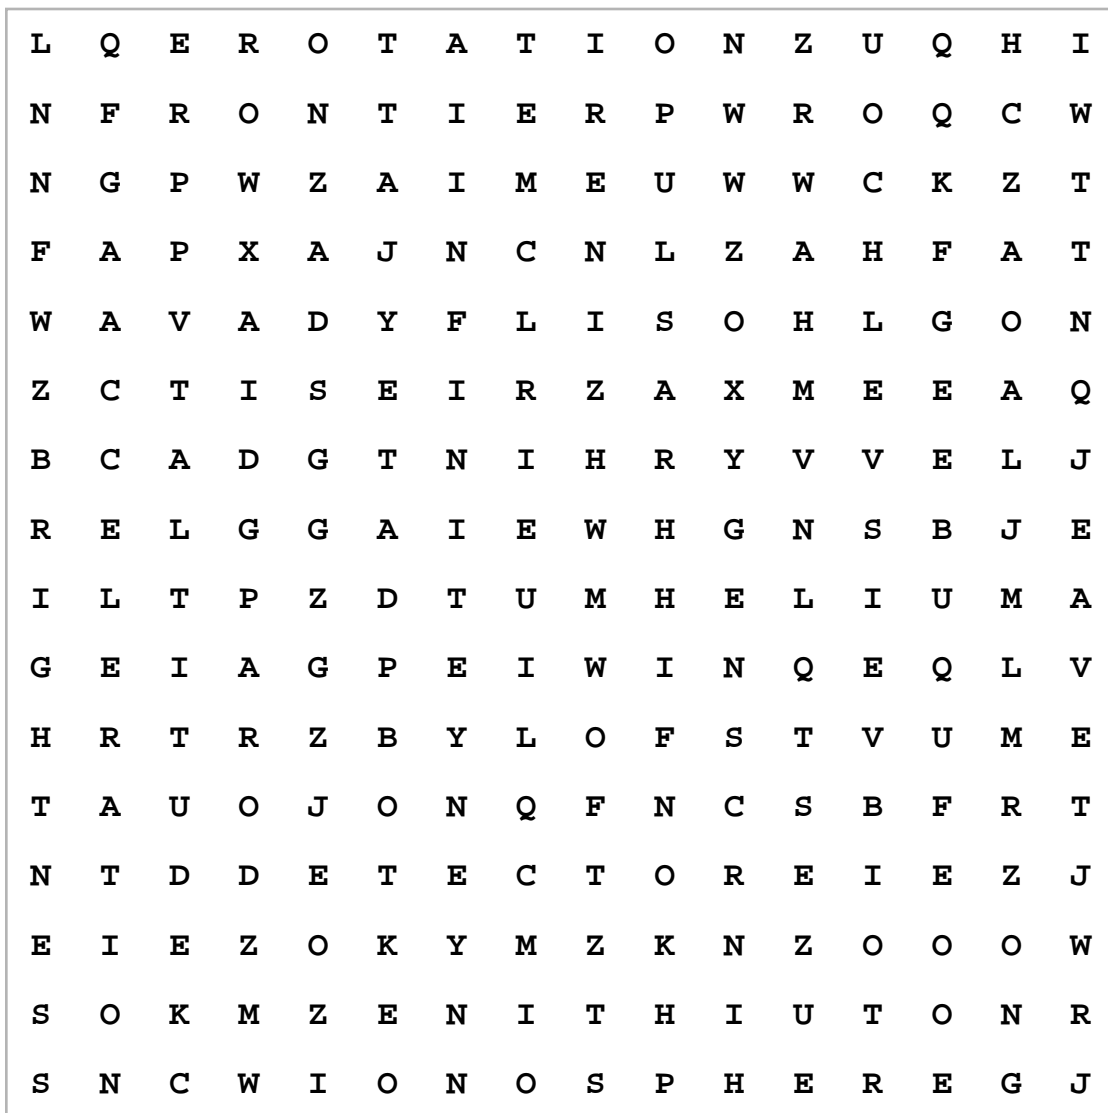 L Q E R O T A T I O N Z U Q H I
N F R O N T I E R P W R O Q C W
N G P W Z A I M E U W W C K Z T
F A P X A J N C N L Z A H F A T
W A V A D Y F L I S O H L G O N
Z C T I S E I R Z A X M E E A Q
B C A D G T N I H R Y V V E L J
R E L G G A I E W H G N S B J E
I L T P Z D T U M H E L I U M A
G E I A G P E I W I N Q E Q L V
H R T R Z B Y L O F S T V U M E
T A U O J O N Q F N C S B F R T
N T D D E T E C T O R E I E Z J
E I E Z O K Y M Z K N Z O O O W
S O K M Z E N I T H I U T O N R
S N C W I O N O S P H E R E G J